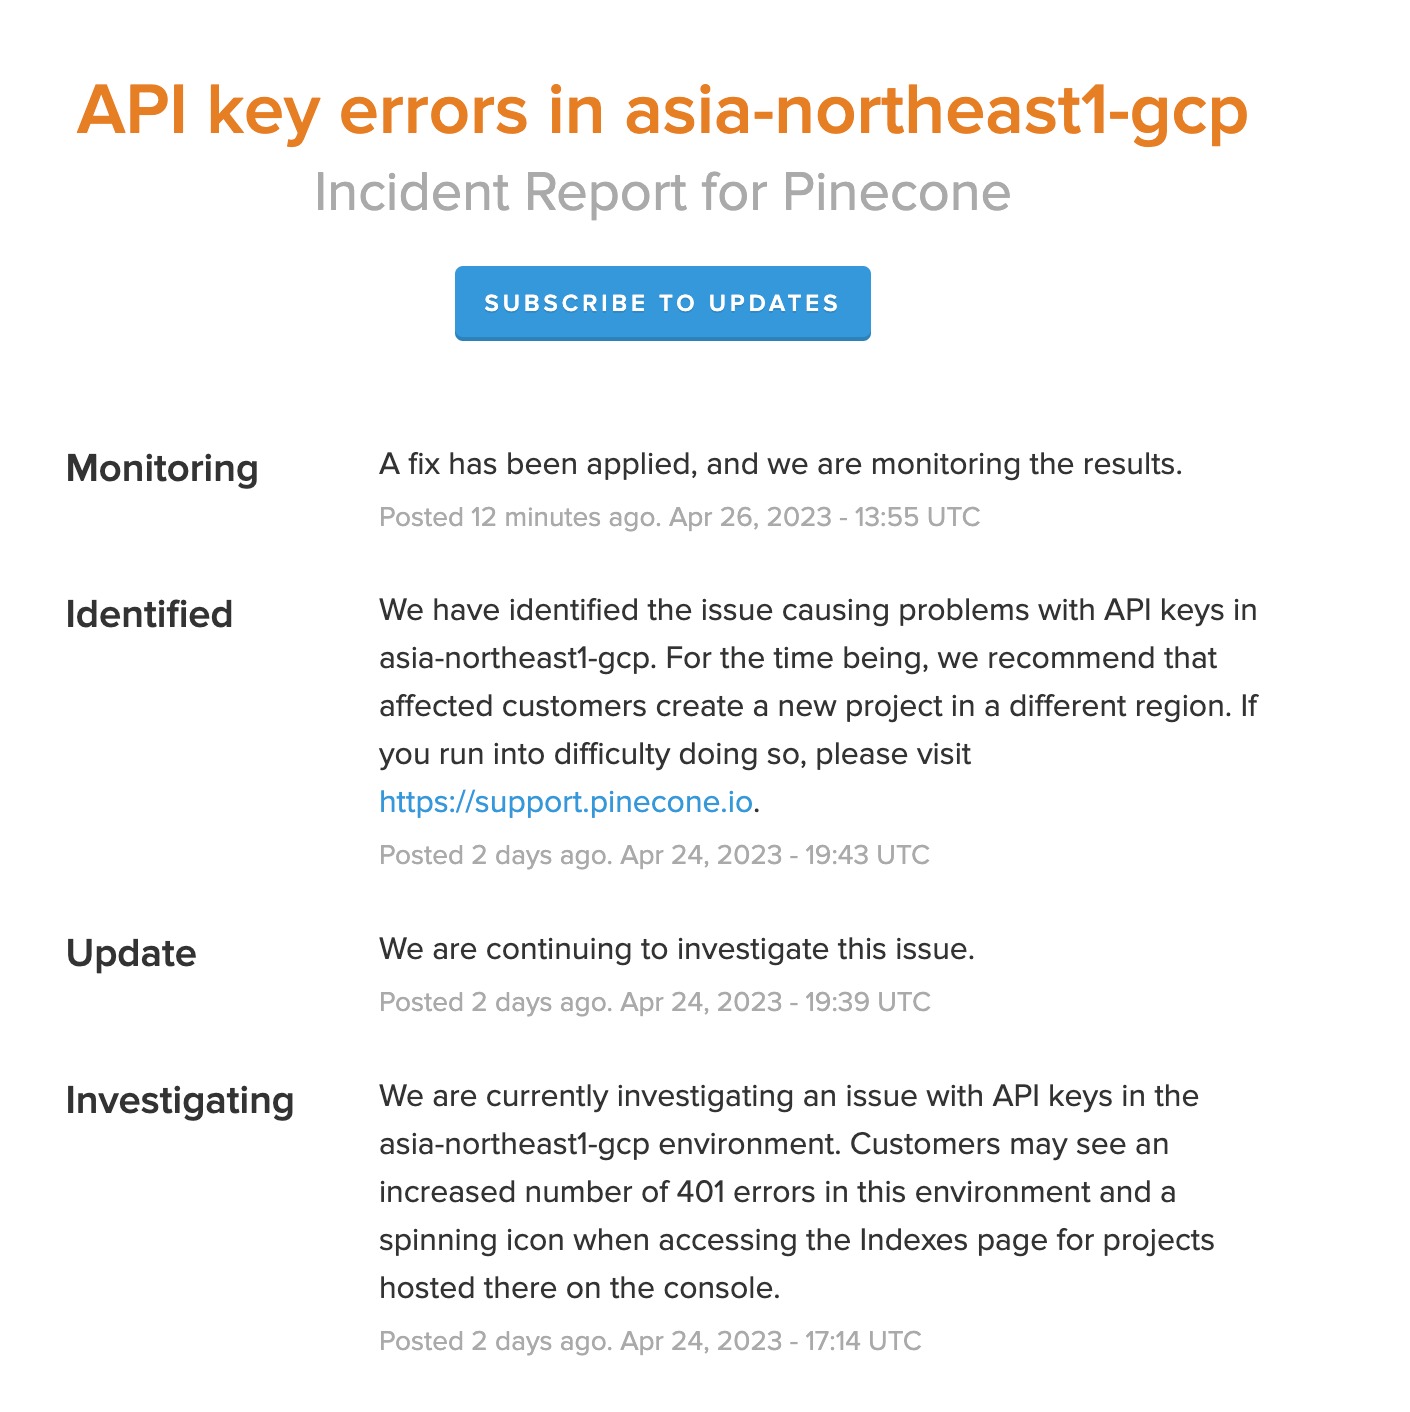 API key errors in asia-northeast1-gcp
Incident Report for Pinecone
SUBSCRIBE TO UPDATES
Monitoring
A fix has been applied, and we are monitoring the results.
Posted 12 minutes ago. Apr 26, 2023 - 13:55 UTC
Identified
We have identified the issue causing problems with API keys in
asia-northeast1-gcp. For the time being, we recommend that
affected customers create a new project in a different region. If
you run into difficulty doing so, please visit
https://support.pinecone.io.
Posted 2 days ago. Apr 24, 2023 - 19:43 UTC
Update
We are continuing to investigate this issue.
Posted 2 days ago. Apr 24, 2023 - 19:39 UTC
Investigating
We are currently investigating an issue with API keys in the
asia-northeast1-gcp environment. Customers may see an
increased number of 401 errors in this environment and a
spinning icon when accessing the Indexes page for projects
hosted there on the console.
Posted 2 days ago. Apr 24, 2023 - 17:14 UTC